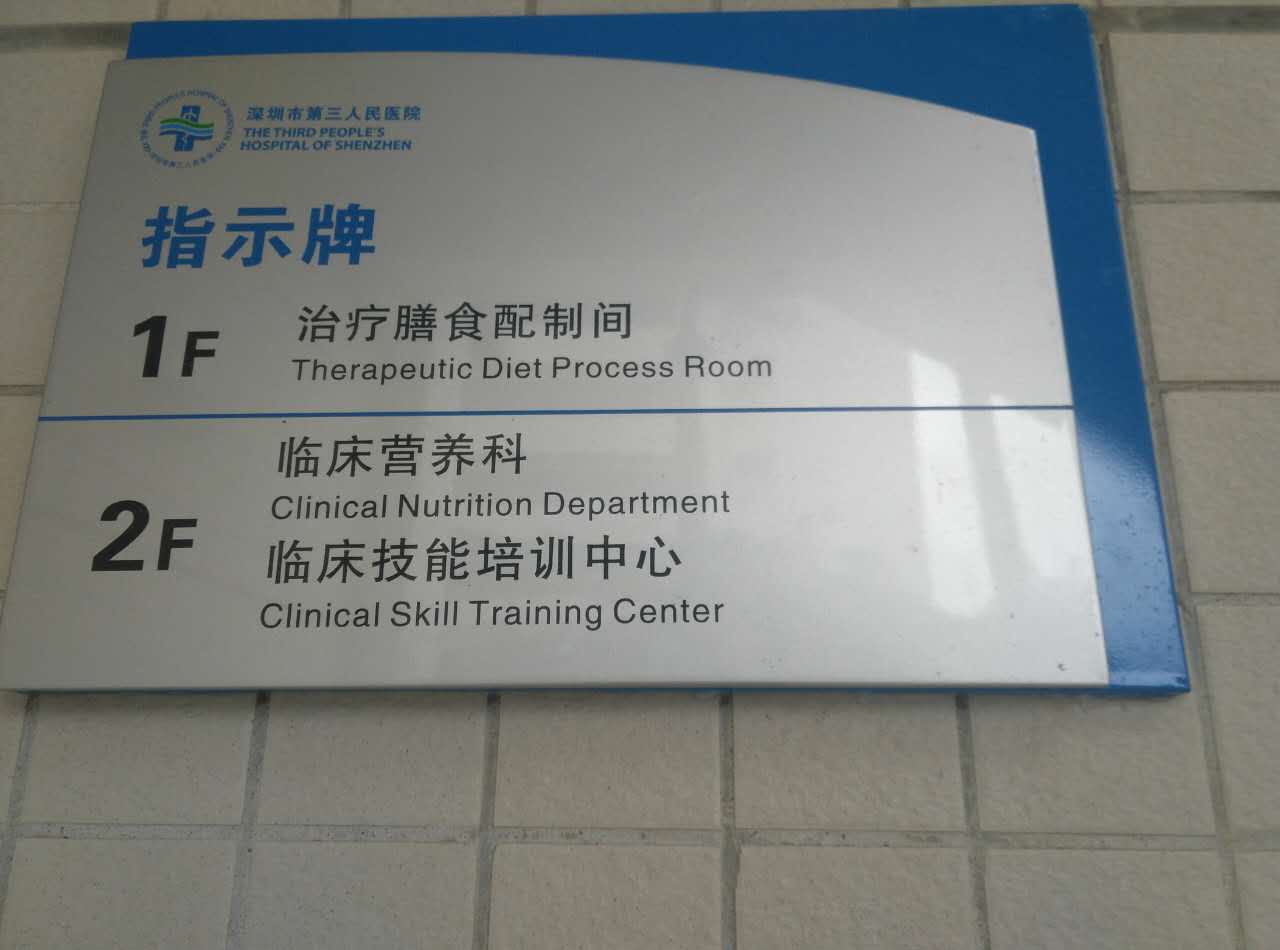 深圳市第三人民医院
THE THIRD PEOPLE'S
HOSPITAL OF SHENZHEN
指示牌
1F
治疗膳食配制间
Therapeutic Diet Process Room
2F
临床营养科
Clinical Nutrition Department
临床技能培训中心
Clinical Skill Training Center